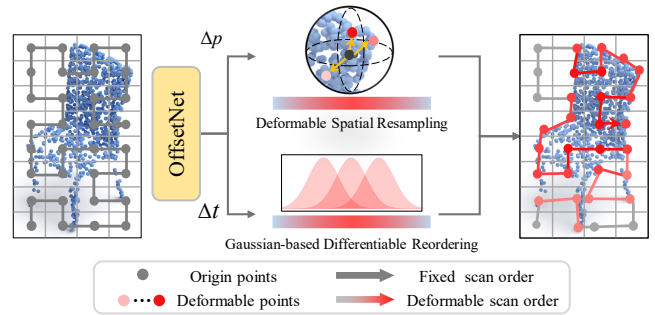 Δp
OffsetNet
Deformable Spatial Resampling
Δt
Gaussian-based Differentiable Reordering
Origin points
Fixed scan order
Deformable points
Deformable scan order